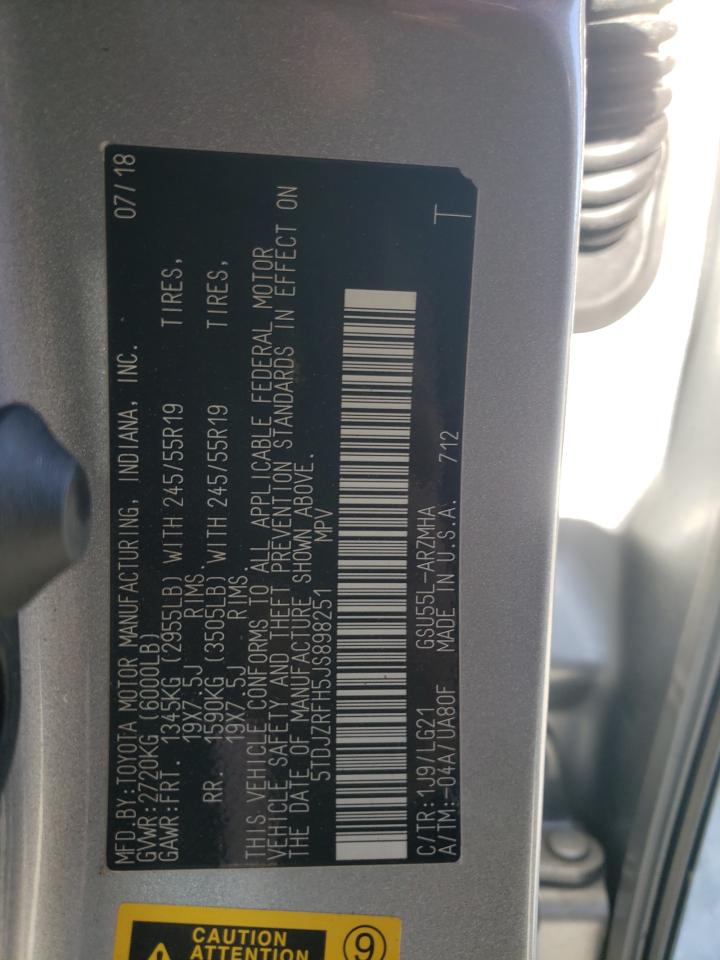 MFD.BY:TOYOTA MOTOR MANUFACTURING, INDIANA, INC. 07/18
GVWR:2720KG (6000LB)
GAWR:FRT. 1345KG (2955LB) WITH 245/55R19 TIRES,
19X7.5J RIMS.
RR. 1590KG (3505LB) WITH 245/55R19 TIRES,
19X7.5J RIMS.
THIS VEHICLE CONFORMS TO ALL APPLICABLE FEDERAL MOTOR
VEHICLE SAFETY AND THEFT PREVENTION STANDARDS IN EFFECT ON
THE DATE OF MANUFACTURE SHOWN ABOVE.
5TDJZRFH5JS898251 MPV
C/TR:1J9/LG21 GSU55L-ARZMHA T
A/TM:-04A/UA80F MADE IN U.S.A. 712
CAUTION
ATTENTION
9